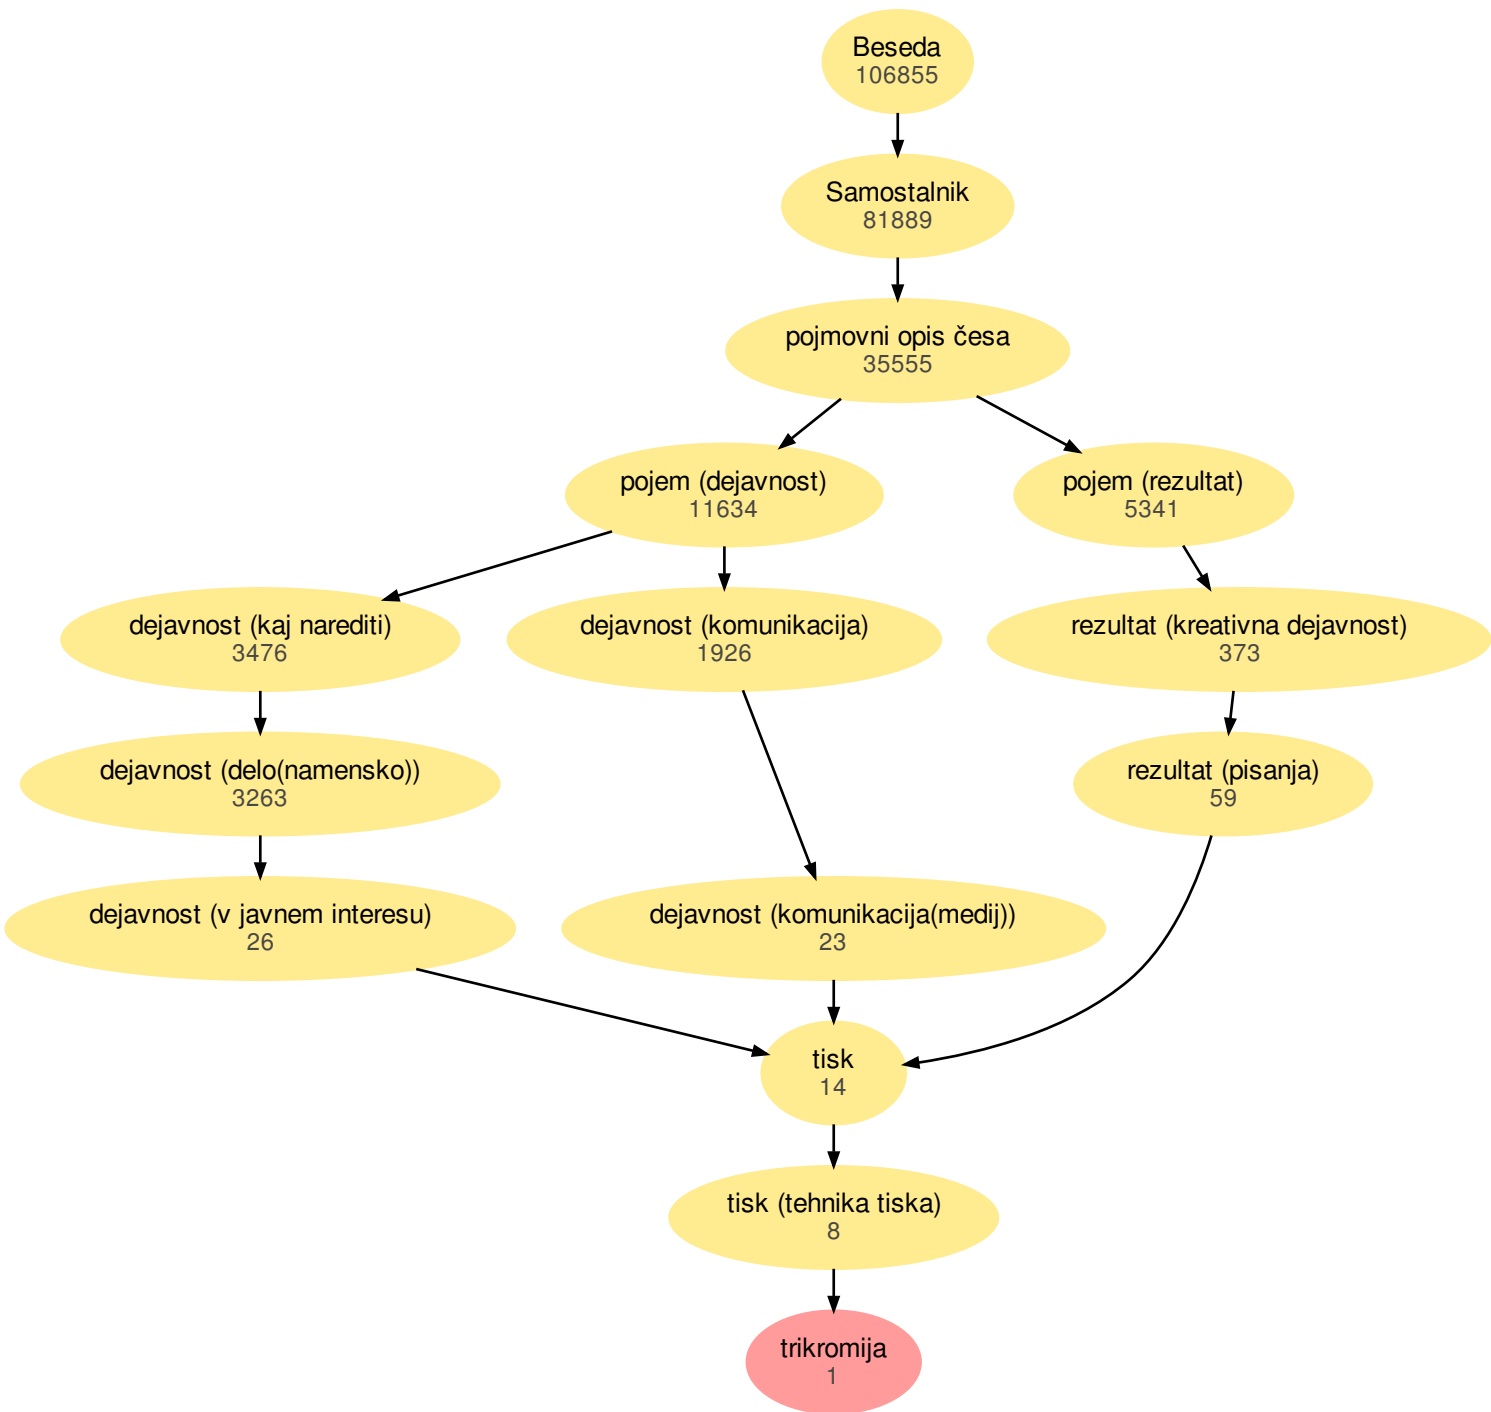 Beseda
106855
Samostalnik
81889
pojmovni opis česa
35555
pojem (dejavnost)
11634
pojem (rezultat)
5341
dejavnost (kaj narediti)
3476
dejavnost (komunikacija)
1926
rezultat (kreativna dejavnost)
373
dejavnost (delo(namensko))
3263
rezultat (pisanja)
59
dejavnost (v javnem interesu)
26
dejavnost (komunikacija(medij))
23
tisk
14
tisk (tehnika tiska)
8
trikromija
1